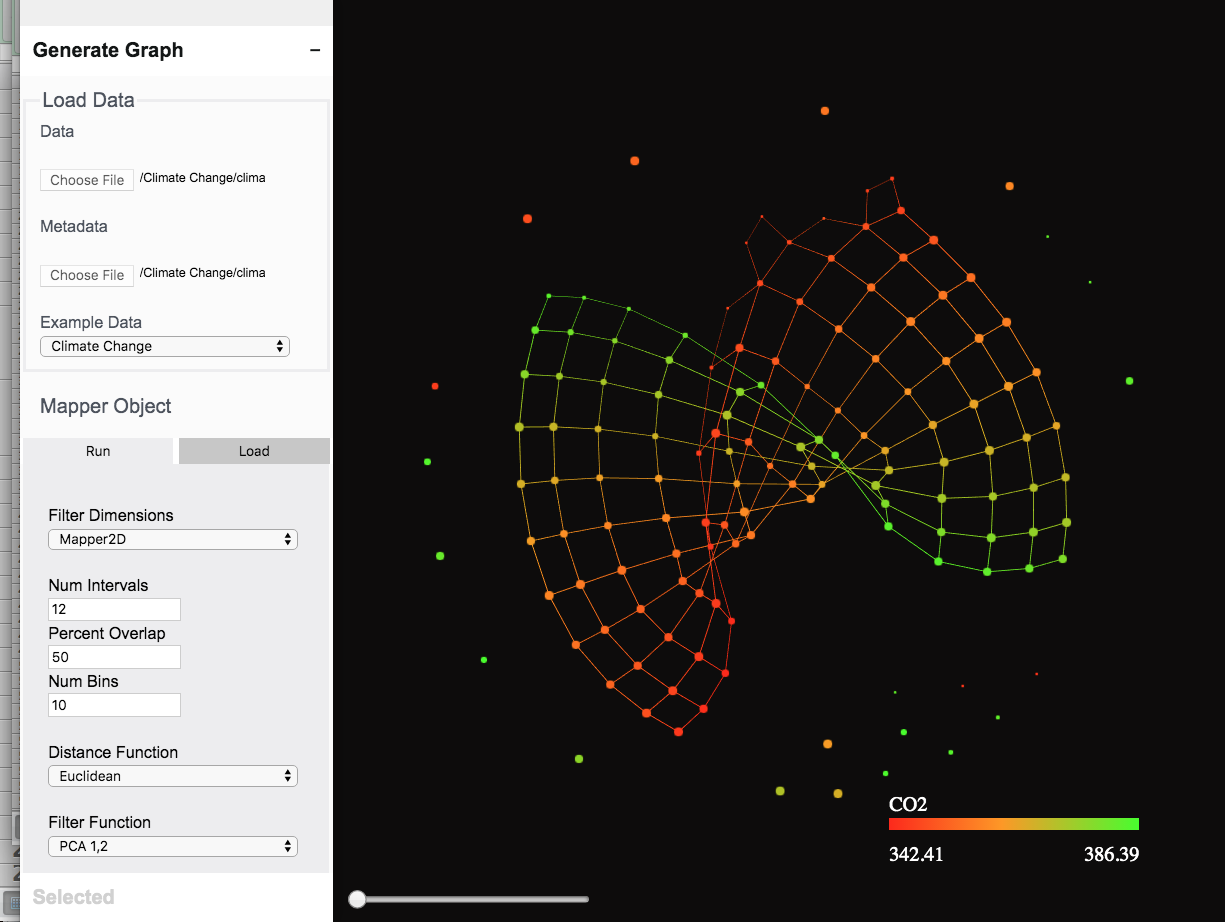 Generate Graph −
Load Data
Data
Choose File /Climate Change/clima
Metadata
Choose File /Climate Change/clima
Example Data
Climate Change
Mapper Object
Run Load
Filter Dimensions
Mapper2D
Num Intervals
12
Percent Overlap
50
Num Bins
10
Distance Function
Euclidean
Filter Function
PCA 1,2
Selected
CO2
342.41 386.39